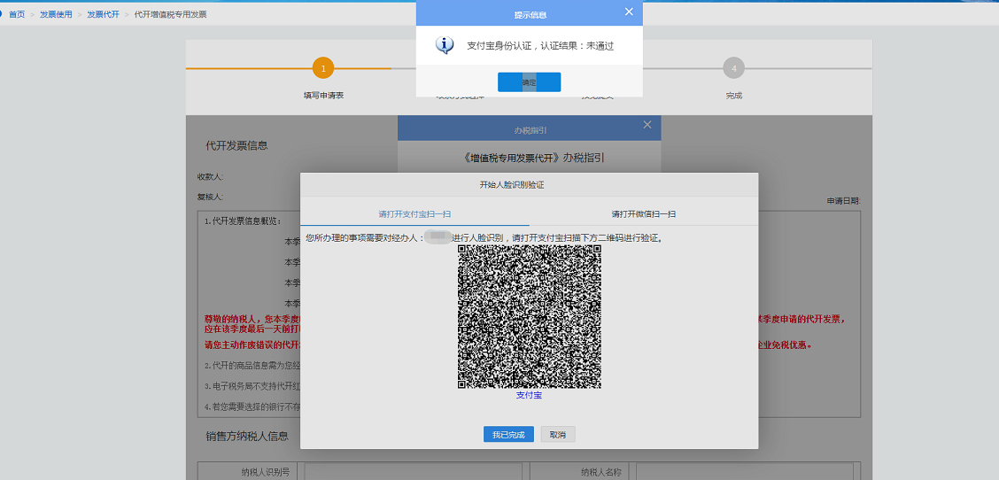 首页 > 发票使用 > 发票代开 > 代开增值税专用发票
提示信息
支付宝身份认证，认证结果：未通过
确定
1
4
填写申请表
完成
办税指引
《增值税专用发票代开》办税指引
代开发票信息
收款人:
复核人:
申请日期:
开始人脸识别验证
请打开支付宝扫一扫
请打开微信扫一扫
您所办理的事项需要对经办人：
进行人脸识别，请打开支付宝扫描下方二维码进行验证。
支付宝
我已完成
取消
1.代开发票信息概览：
本季
本季
本季
本季
尊敬的纳税人，您本季度
季度申请的代开发票，
应在该季度最后一天前打
请您主动作废错误的代开
企业免税优惠。
2.代开的商品信息需为您经
3.电子税务局不支持代开红
4.若您需要选择的银行不存
销售方纳税人信息
纳税人识别号
纳税人名称